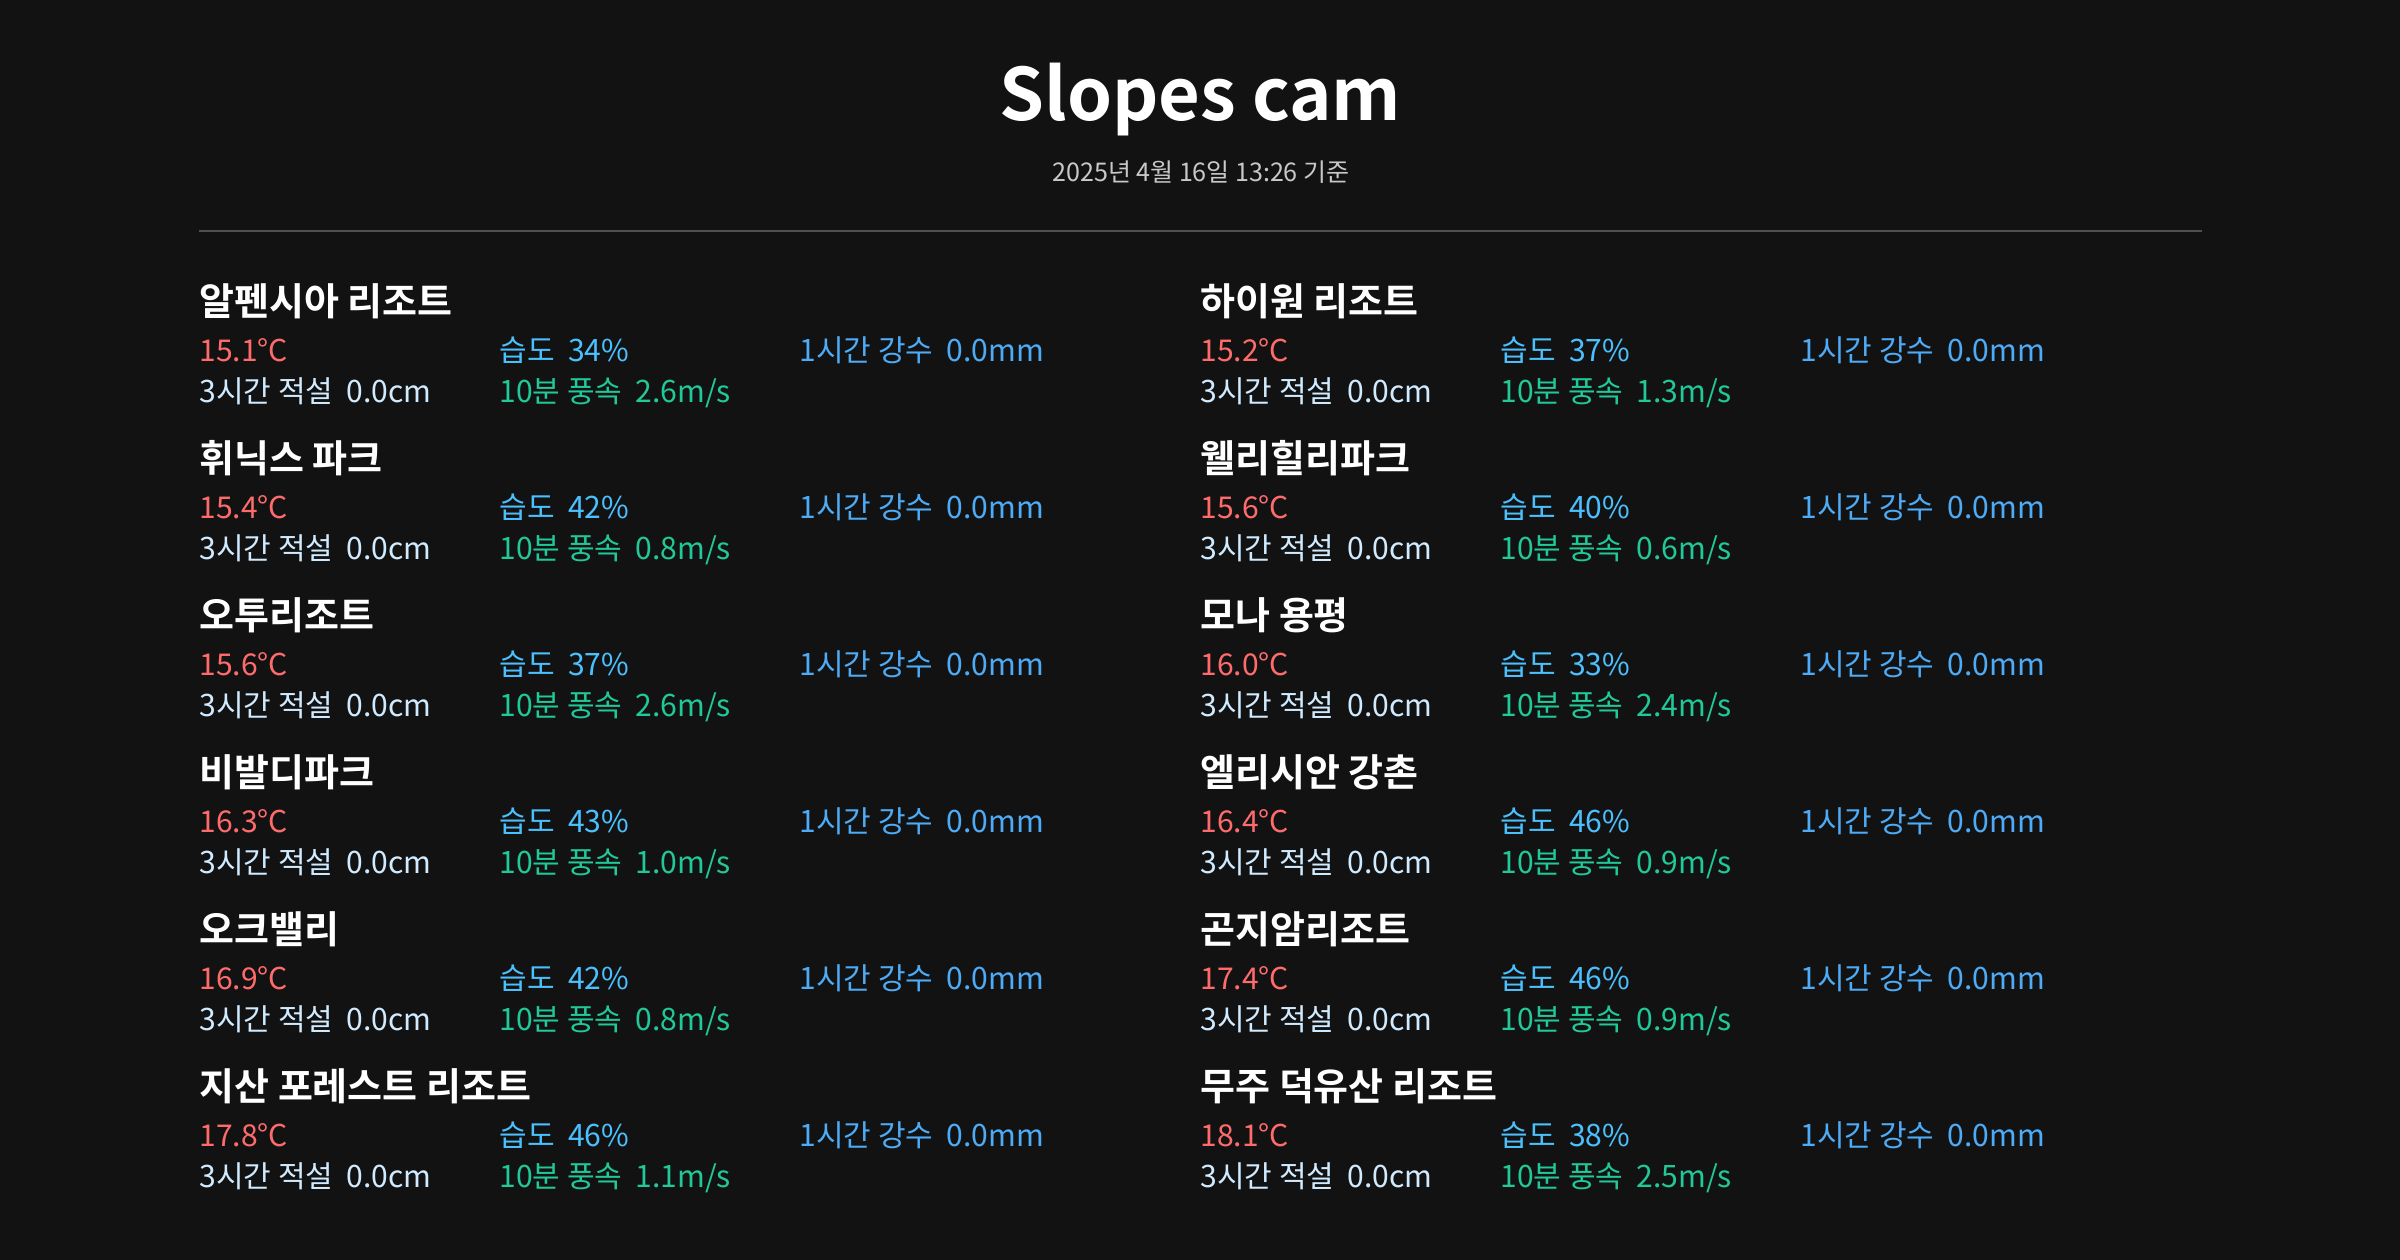 Slopes cam
2025년 4월 16일 13:26 기준
알펜시아 리조트
15.1°C 습도 34% 1시간 강수 0.0mm
3시간 적설 0.0cm 10분 풍속 2.6m/s
하이원 리조트
15.2°C 습도 37% 1시간 강수 0.0mm
3시간 적설 0.0cm 10분 풍속 1.3m/s
휘닉스 파크
15.4°C 습도 42% 1시간 강수 0.0mm
3시간 적설 0.0cm 10분 풍속 0.8m/s
웰리힐리파크
15.6°C 습도 40% 1시간 강수 0.0mm
3시간 적설 0.0cm 10분 풍속 0.6m/s
오투리조트
15.6°C 습도 37% 1시간 강수 0.0mm
3시간 적설 0.0cm 10분 풍속 2.6m/s
모나 용평
16.0°C 습도 33% 1시간 강수 0.0mm
3시간 적설 0.0cm 10분 풍속 2.4m/s
비발디파크
16.3°C 습도 43% 1시간 강수 0.0mm
3시간 적설 0.0cm 10분 풍속 1.0m/s
엘리시안 강촌
16.4°C 습도 46% 1시간 강수 0.0mm
3시간 적설 0.0cm 10분 풍속 0.9m/s
오크밸리
16.9°C 습도 42% 1시간 강수 0.0mm
3시간 적설 0.0cm 10분 풍속 0.8m/s
곤지암리조트
17.4°C 습도 46% 1시간 강수 0.0mm
3시간 적설 0.0cm 10분 풍속 0.9m/s
지산 포레스트 리조트
17.8°C 습도 46% 1시간 강수 0.0mm
3시간 적설 0.0cm 10분 풍속 1.1m/s
무주 덕유산 리조트
18.1°C 습도 38% 1시간 강수 0.0mm
3시간 적설 0.0cm 10분 풍속 2.5m/s